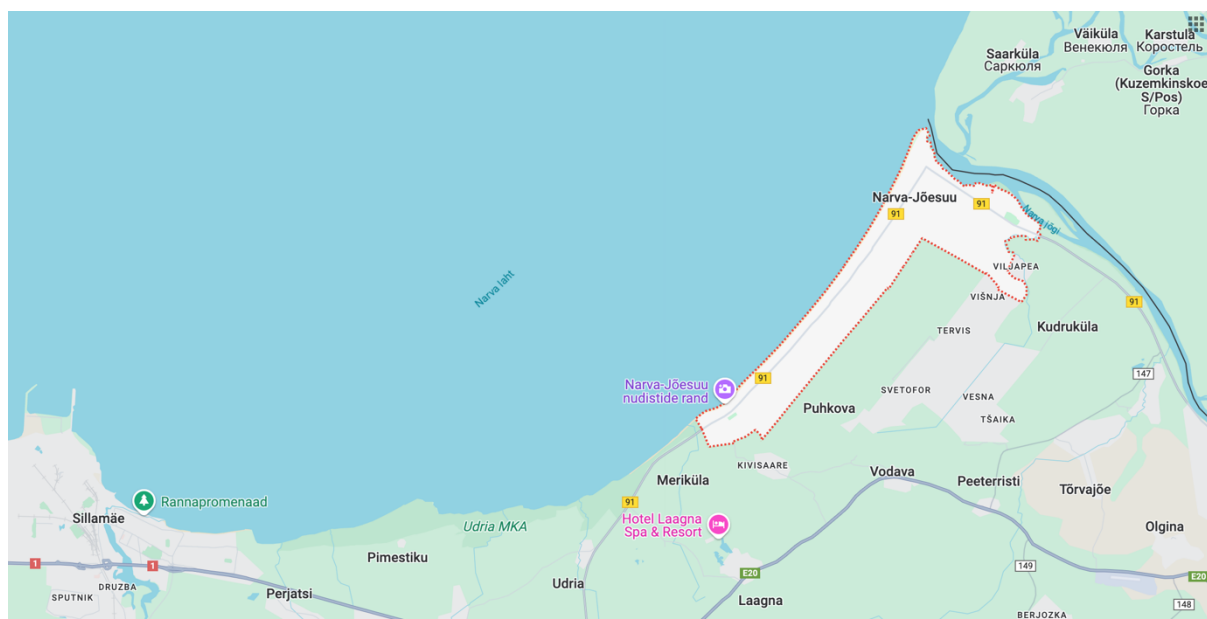 Väiküla
Венекюля
Karstula
Коростель
Saarküla
Саркюля
Gorka
(Kuzemkinskoe
S/Pos)
Горка
Narva-Jõesuu
91
91
Narva jõgi
VILJAPEA
Narva laht
VIŠNJA
91
Kudruküla
TERVIS
147
91
Narva-Jõesuu
nudistide rand
SVETOFOR
VESNA
Puhkova
TŠAIKA
KIVISAARE
Vodava
Meriküla
Peeterristi
Tõrvajõe
91
Rannapromenaad
Sillamäe
Udria MKA
Hotel Laagna
Spa & Resort
Olgina
Pimestiku
1
1
149
E20
E20
DRUZBA
SPUTNIK
Perjatsi
Udria
Laagna
148
BERJOZKA